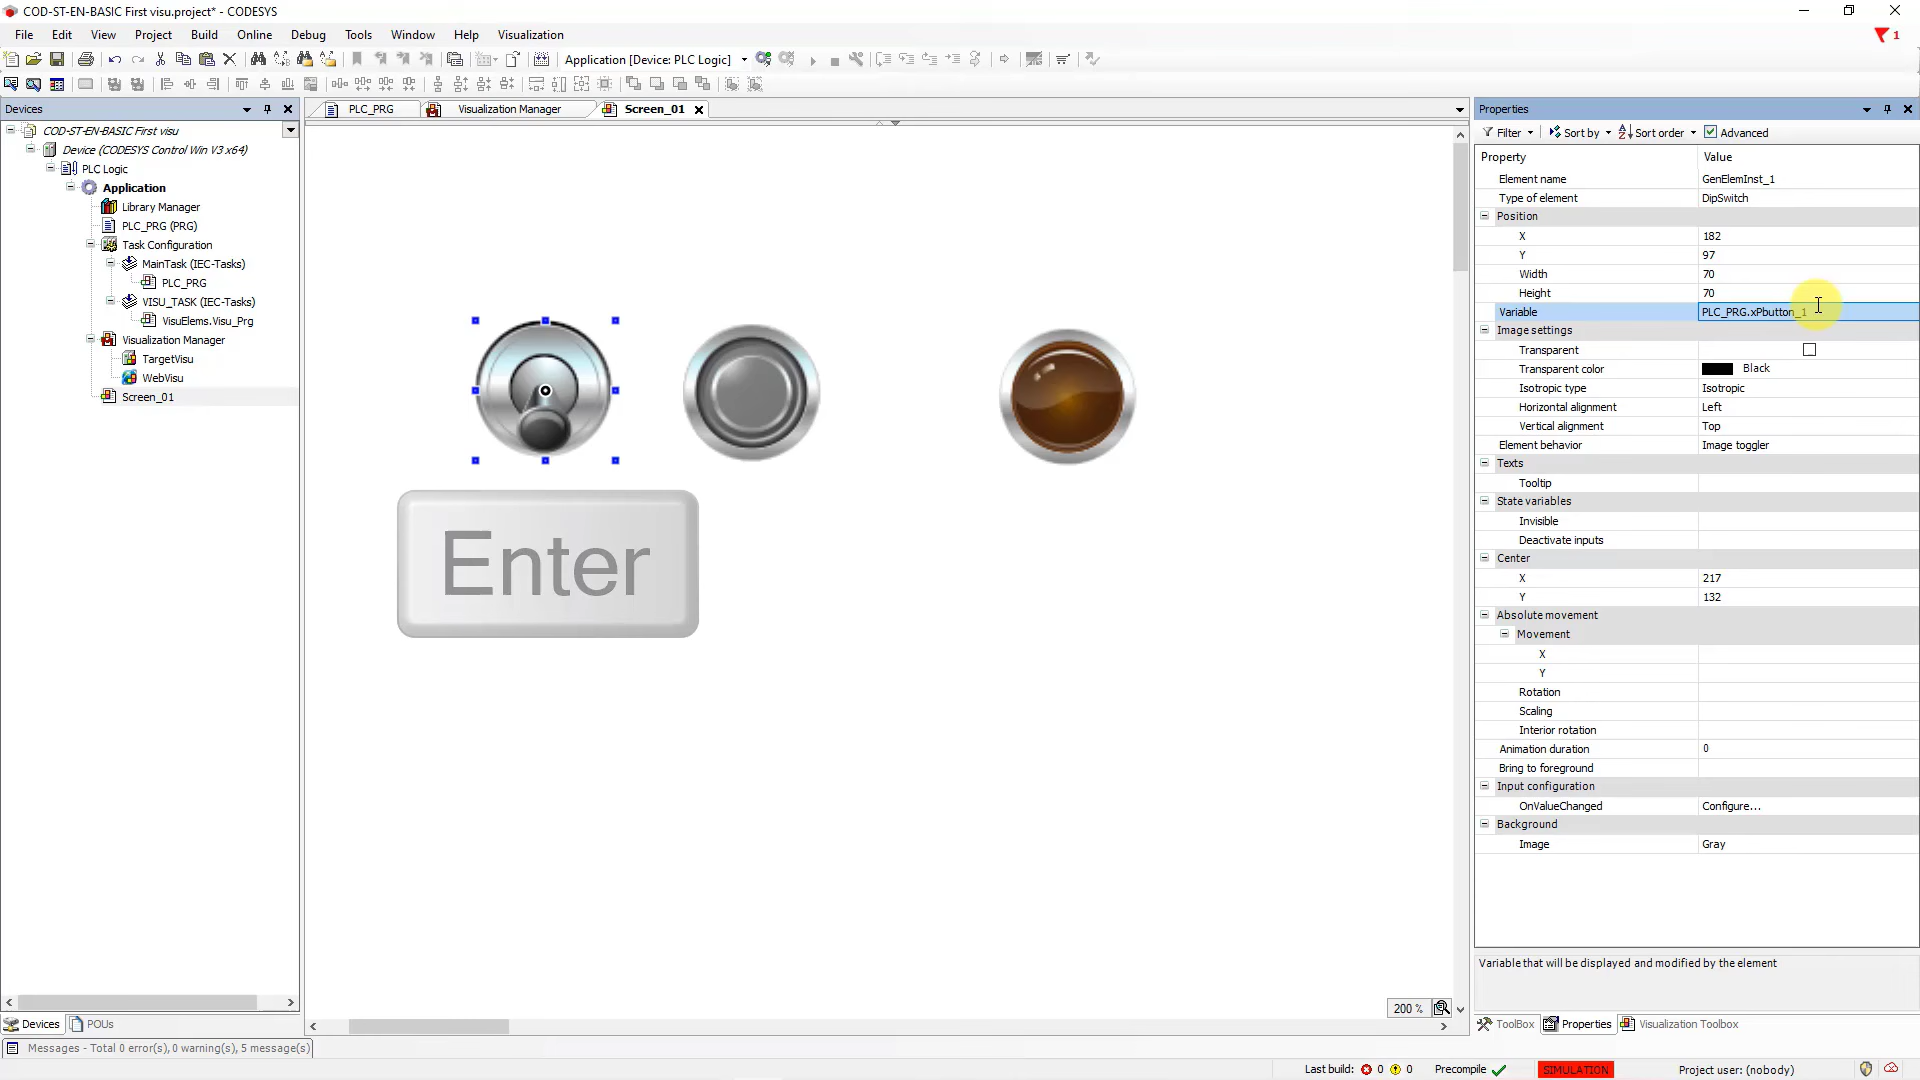 COD-ST-EN-BASIC First visu.project* - CODESYS
File Edit View Project Build Online Debug Tools Window Help Visualization
1
Application [Device: PLC Logic]
Devices
PLC_PRG
Visualization Manager
Screen_01
Properties
COD-ST-EN-BASIC First visu
Device (CODESYS Control Win V3 x64)
PLC Logic
Application
Library Manager
PLC_PRG (PRG)
Task Configuration
MainTask (IEC-Tasks)
PLC_PRG
VISU_TASK (IEC-Tasks)
VisuElems.Visu_Prg
Visualization Manager
TargetVisu
WebVisu
Screen_01
Enter
Filter Sort by Sort order Advanced
Property Value
Element name GenElemInst_1
Type of element DipSwitch
Position
X 182
Y 97
Width 70
Height 70
Variable PLC_PRG.xPbutton_1
Image settings
Transparent
Transparent color Black
Isotropic type Isotropic
Horizontal alignment Left
Vertical alignment Top
Element behavior Image toggler
Texts
Tooltip
State variables
Invisible
Deactivate inputs
Center
X 217
Y 132
Absolute movement
Movement
X
Y
Rotation
Scaling
Interior rotation
Animation duration 0
Bring to foreground
Input configuration
OnValueChanged Configure...
Background
Image Gray
Variable that will be displayed and modified by the element
200 %
Devices POUs
ToolBox Properties Visualization Toolbox
Messages - Total 0 error(s), 0 warning(s), 5 message(s)
Last build: 0 0 Precompile SIMULATION Project user: (nobody)